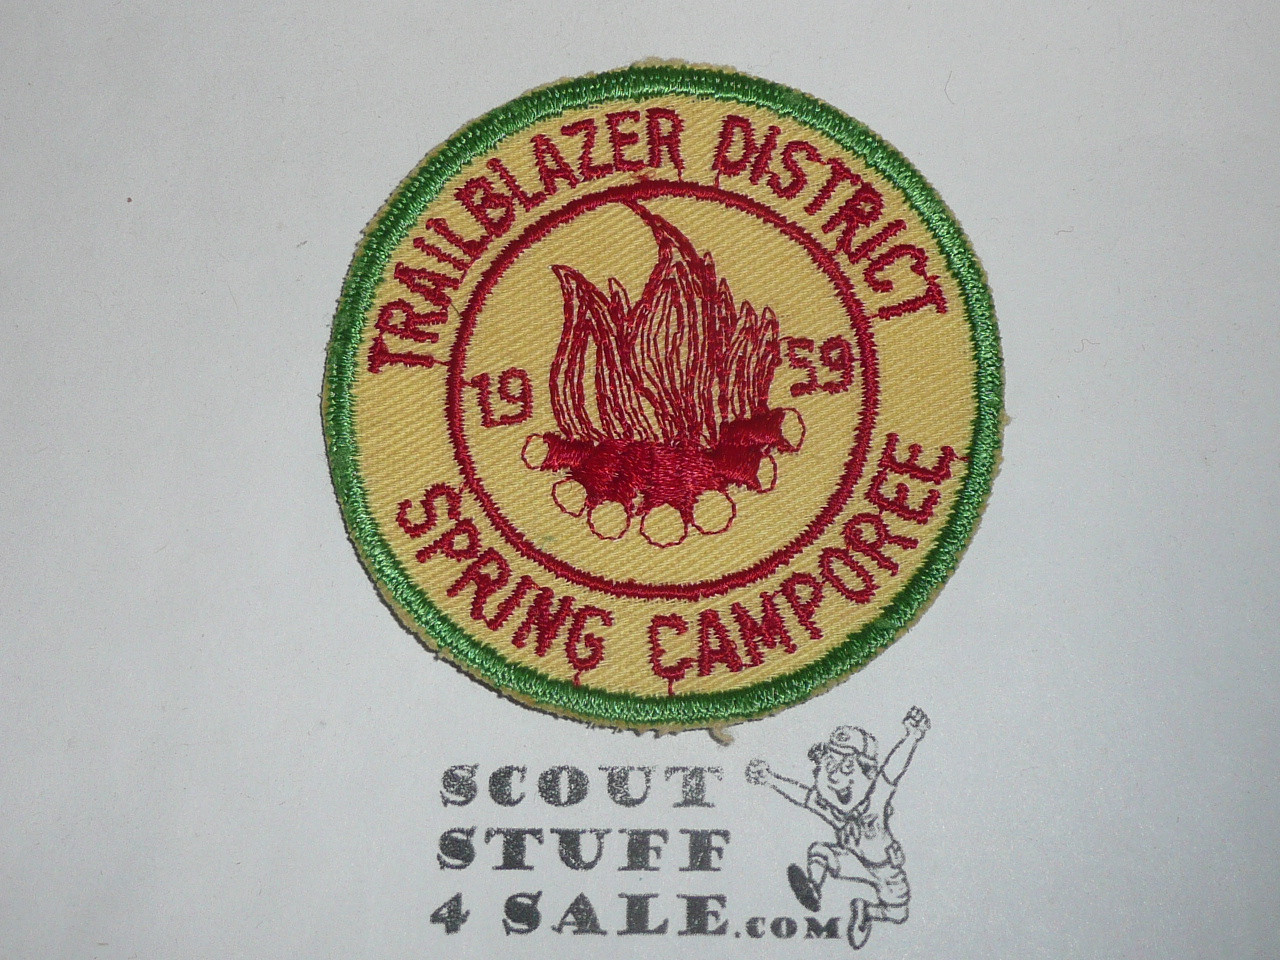 TRAILBLAZER DISTRICT
19 59
SPRING CAMPOREE
SCOUT
STUFF
4 SALE.COM